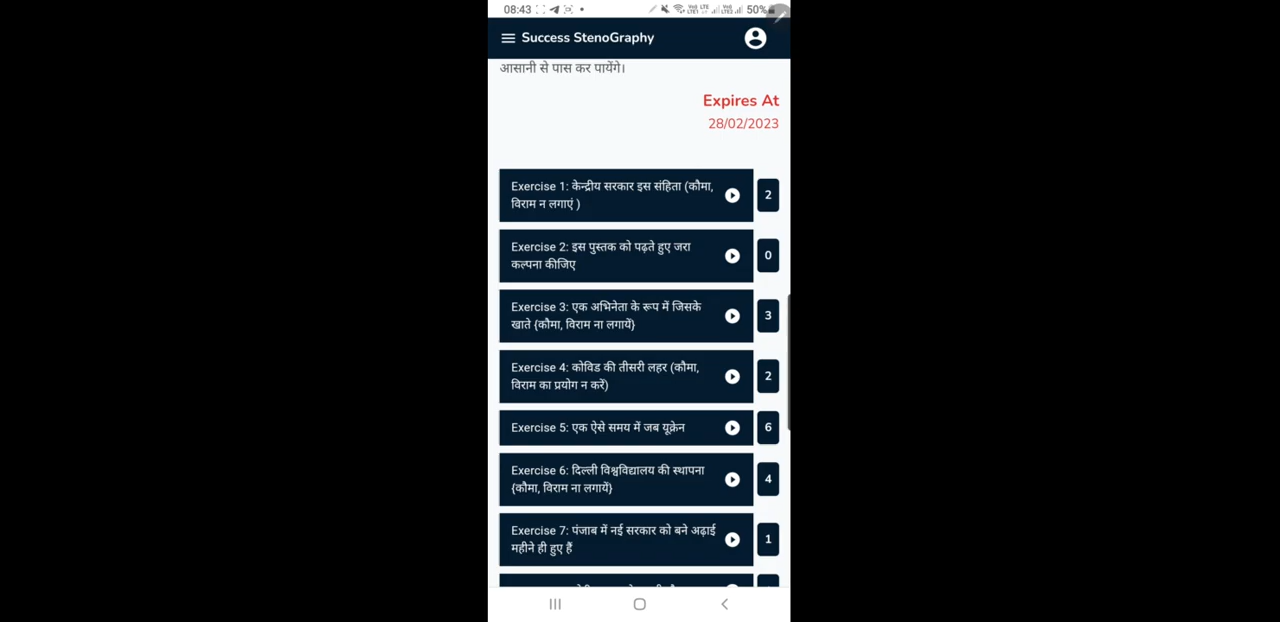 08:43
50%
Success StenoGraphy
आसानी से पास कर पायेंगे।
Expires At
28/02/2023
Exercise 1: केन्द्रीय सरकार इस संहिता (कौमा,
विराम न लगाएं )
2
Exercise 2: इस पुस्तक को पढ़ते हुए जरा
कल्पना कीजिए
0
Exercise 3: एक अभिनेता के रूप में जिसके
खाते {कौमा, विराम ना लगायें}
3
Exercise 4: कोविड की तीसरी लहर (कौमा,
विराम का प्रयोग न करें)
2
Exercise 5: एक ऐसे समय में जब यूक्रेन
6
Exercise 6: दिल्ली विश्वविद्यालय की स्थापना
{कौमा, विराम ना लगायें}
4
Exercise 7: पंजाब में नई सरकार को बने अढ़ाई
महीने ही हुए हैं
1